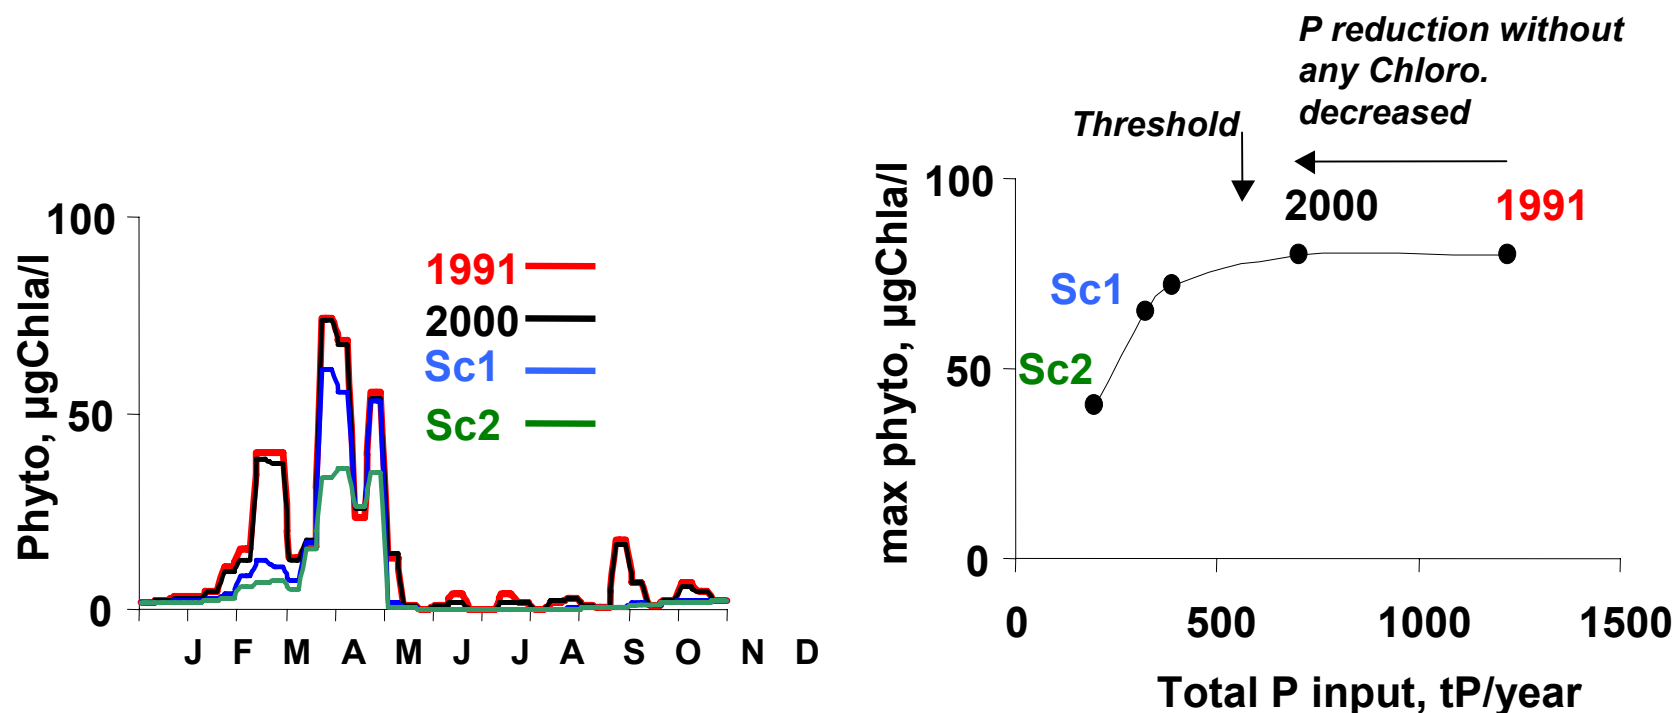 Phyto, µgChla/l
100
50
0
1991
2000
Sc1
Sc2
J F M A M J J A S O N D
P reduction without
any Chloro.
decreased
Threshold
max phyto, µgChla/l
100
50
0
2000
1991
Sc1
Sc2
0 500 1000 1500
Total P input, tP/year